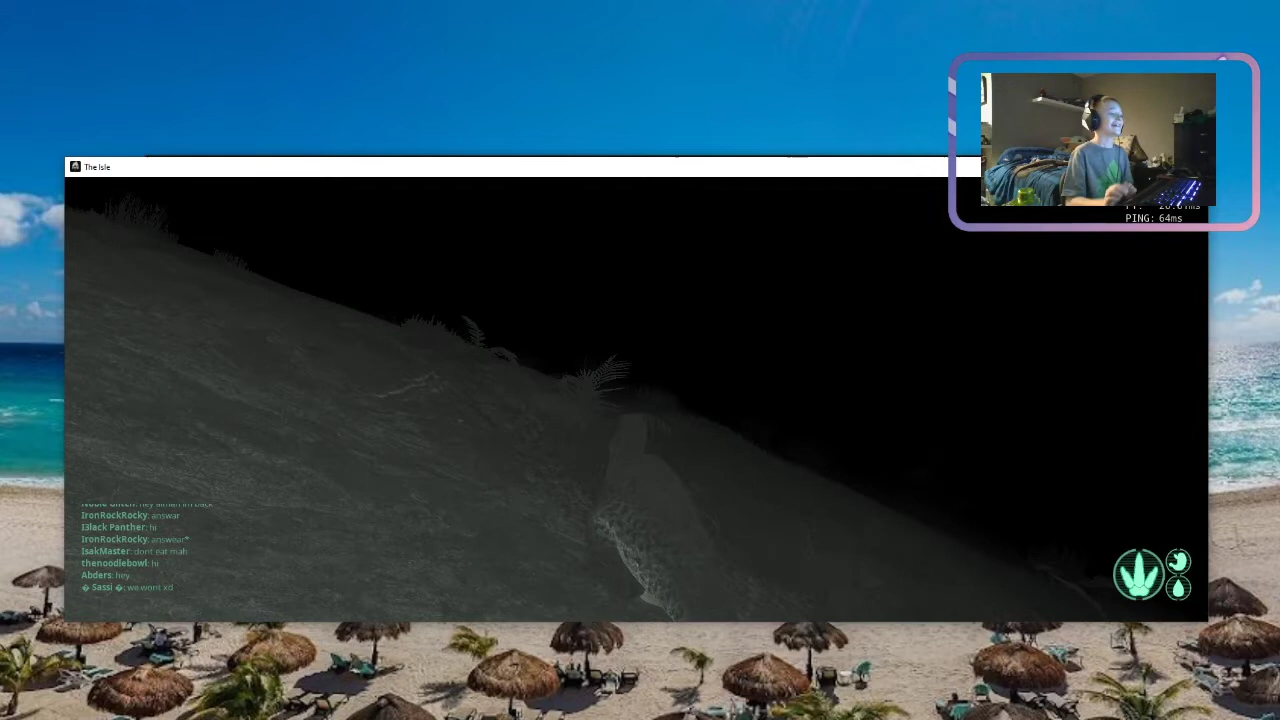 The Isle
PING: 64ms
IronRockRocky: answar
I3lack Panther: hi
IronRockRocky: answear*
IsakMaster: dont eat mah
thenoodlebowl: hi
Abders: hey
� Sassi �: we wont xd